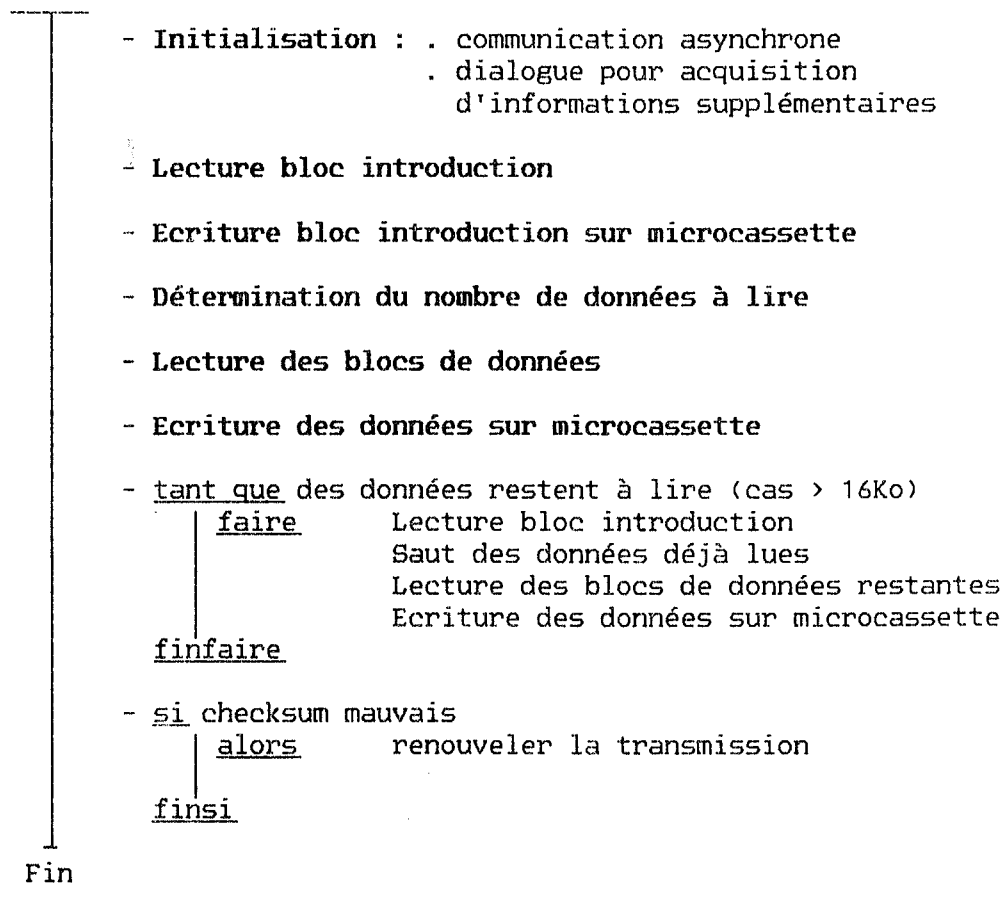 - Initialisation : . communication asynchrone
. dialogue pour acquisition
d'informations supplémentaires
- Lecture bloc introduction
- Ecriture bloc introduction sur microcassette
- Détermination du nombre de données à lire
- Lecture des blocs de données
- Ecriture des données sur microcassette
- tant que des données restent à lire (cas > 16Ko)
faire Lecture bloc introduction
Saut des données déjà lues
Lecture des blocs de données restantes
Ecriture des données sur microcassette
finfaire
- si checksum mauvais
alors renouveler la transmission
finsi
Fin